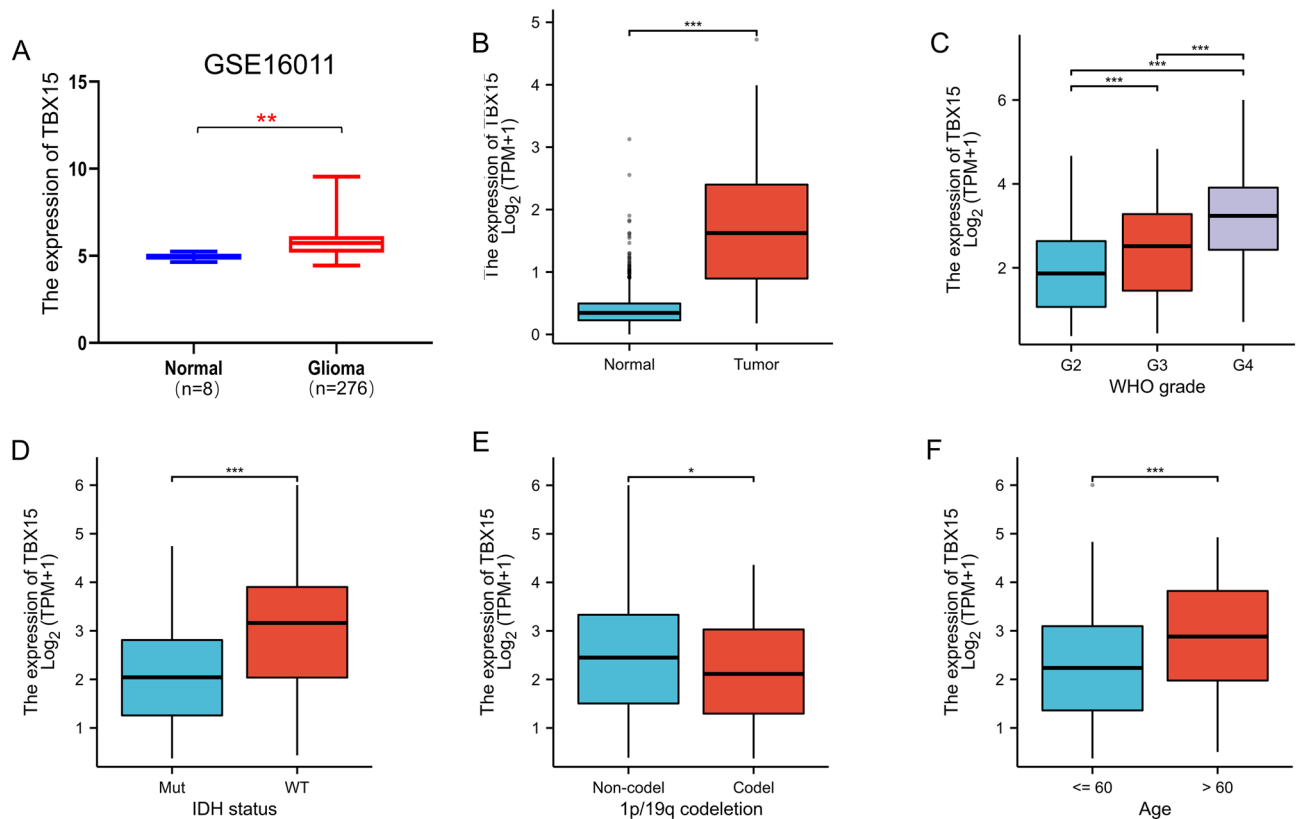 A
GSE16011
The expression of TBX15
15
10
5
0
**
Normal
(n=8)
Glioma
(n=276)
B
The expression of TBX15
Log2 (TPM+1)
5
4
3
2
1
0
***
Normal
Tumor
C
The expression of TBX15
Log2 (TPM+1)
6
4
2
***
***
***
G2
G3
G4
WHO grade
D
The expression of TBX15
Log2 (TPM+1)
6
5
4
3
2
1
***
Mut
WT
IDH status
E
The expression of TBX15
Log2 (TPM+1)
6
5
4
3
2
1
*
Non-codel
Codel
1p/19q codeletion
F
The expression of TBX15
Log2 (TPM+1)
6
5
4
3
2
1
***
<= 60
> 60
Age